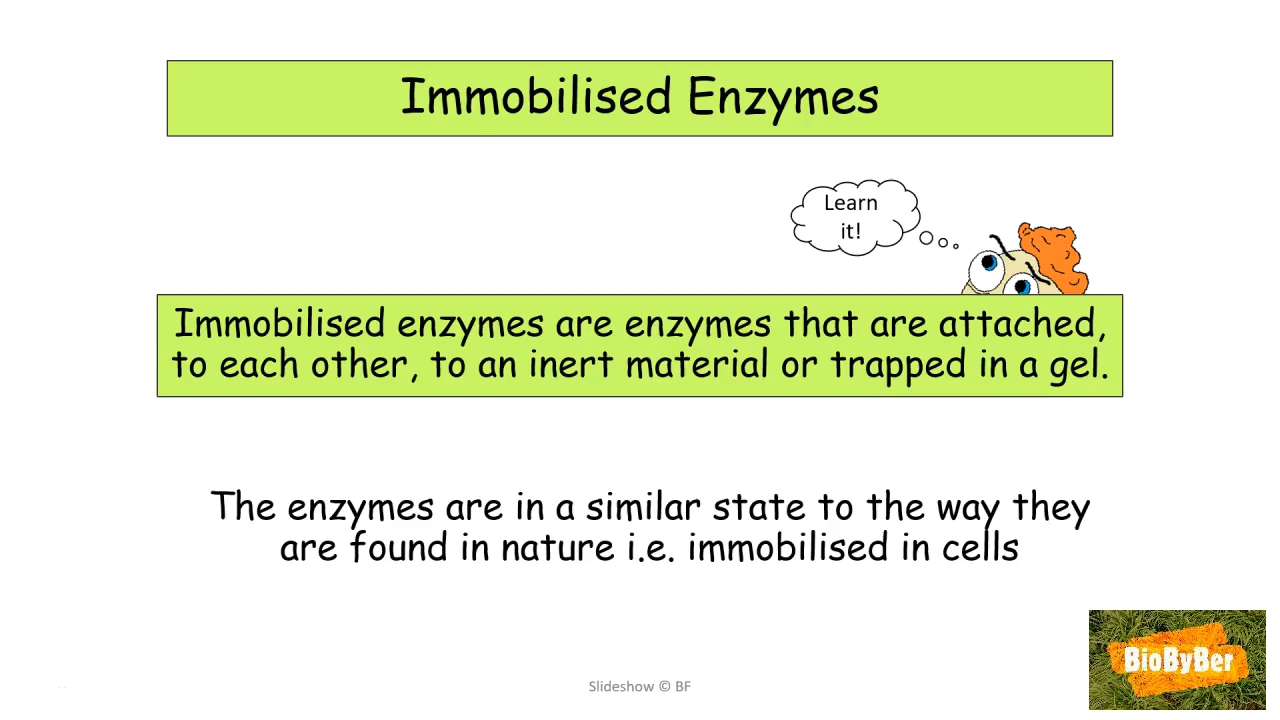 Immobilised Enzymes
Learn
it!
Immobilised enzymes are enzymes that are attached,
to each other, to an inert material or trapped in a gel.
The enzymes are in a similar state to the way they
are found in nature i.e. immobilised in cells
BioByBer
Slideshow © BF